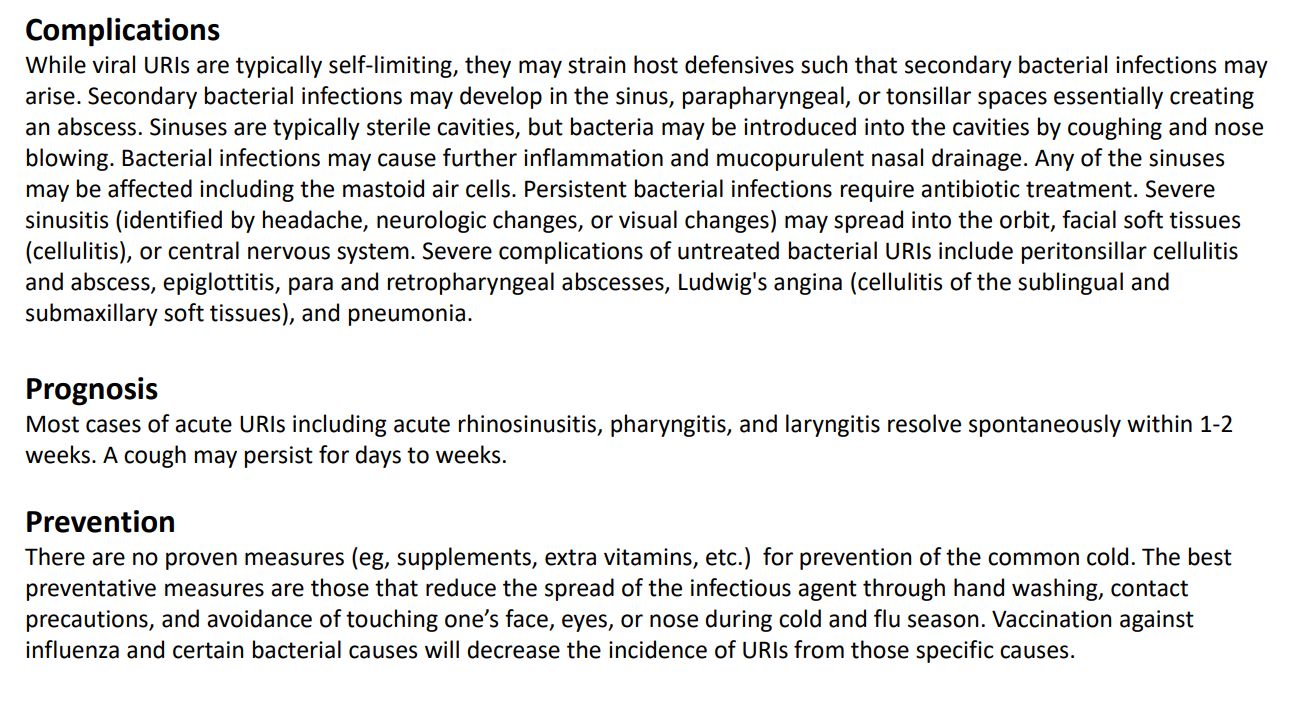 Complications
While viral URIs are typically self-limiting, they may strain host defensives such that secondary bacterial infections may
arise. Secondary bacterial infections may develop in the sinus, parapharyngeal, or tonsillar spaces essentially creating
an abscess. Sinuses are typically sterile cavities, but bacteria may be introduced into the cavities by coughing and nose
blowing. Bacterial infections may cause further inflammation and mucopurulent nasal drainage. Any of the sinuses
may be affected including the mastoid air cells. Persistent bacterial infections require antibiotic treatment. Severe
sinusitis (identified by headache, neurologic changes, or visual changes) may spread into the orbit, facial soft tissues
(cellulitis), or central nervous system. Severe complications of untreated bacterial URIs include peritonsillar cellulitis
and abscess, epiglottitis, para and retropharyngeal abscesses, Ludwig's angina (cellulitis of the sublingual and
submaxillary soft tissues), and pneumonia.
Prognosis
Most cases of acute URIs including acute rhinosinusitis, pharyngitis, and laryngitis resolve spontaneously within 1-2
weeks. A cough may persist for days to weeks.
Prevention
There are no proven measures (eg, supplements, extra vitamins, etc.)  for prevention of the common cold. The best
preventative measures are those that reduce the spread of the infectious agent through hand washing, contact
precautions, and avoidance of touching one’s face, eyes, or nose during cold and flu season. Vaccination against
influenza and certain bacterial causes will decrease the incidence of URIs from those specific causes.